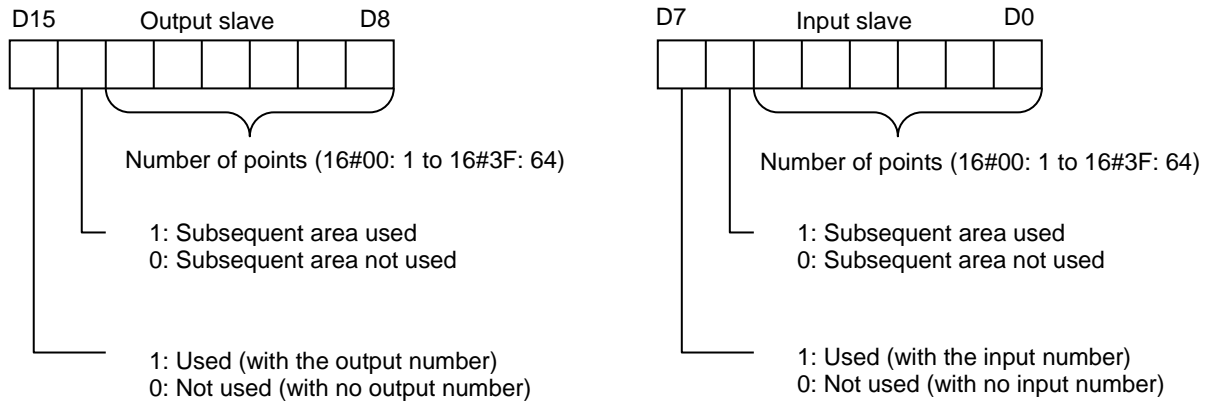 D15 Output slave D8
Number of points (16#00: 1 to 16#3F: 64)
1: Subsequent area used
0: Subsequent area not used
1: Used (with the output number)
0: Not used (with no output number)
D7 Input slave D0
Number of points (16#00: 1 to 16#3F: 64)
1: Subsequent area used
0: Subsequent area not used
1: Used (with the input number)
0: Not used (with no input number)